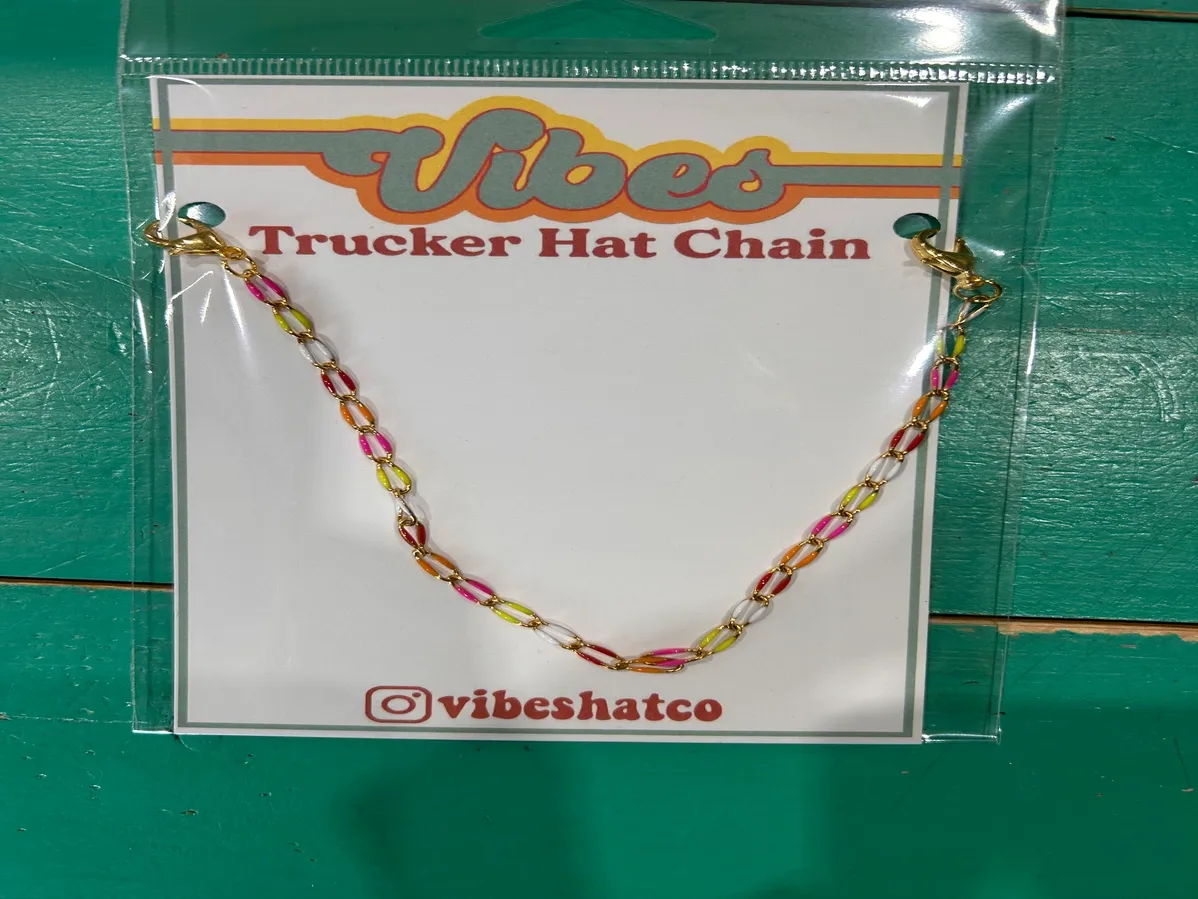 Vibes
Trucker Hat Chain
vibeshatco